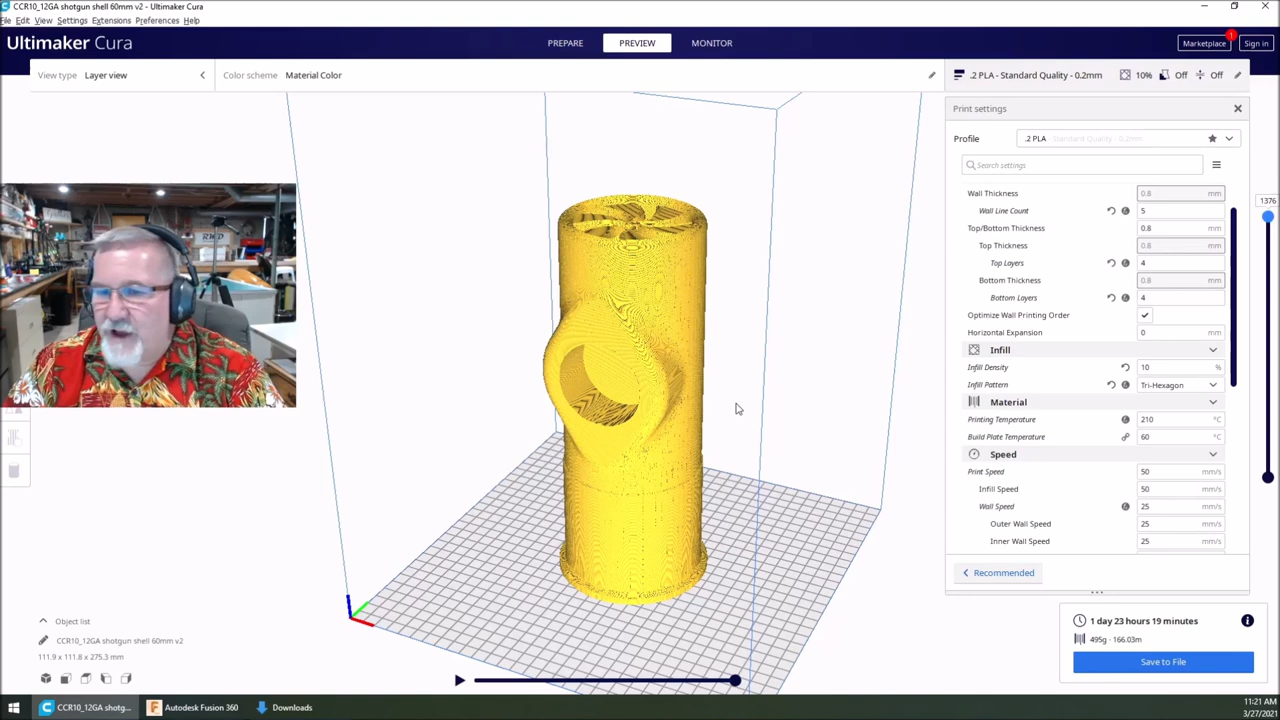 CCR10_12GA shotgun shell 60mm v2 - Ultimaker Cura
File Edit View Settings Extensions Preferences Help
Ultimaker Cura
PREPARE PREVIEW MONITOR
Marketplace 1 Sign in
View type Layer view
Color scheme Material Color
.2 PLA - Standard Quality - 0.2mm 10% Off Off
Print settings
Profile .2 PLA Standard Quality - 0.2mm
Search settings
Wall Thickness 0.8 mm
Wall Line Count 5
Top/Bottom Thickness 0.8 mm
Top Thickness 0.8 mm
Top Layers 4
Bottom Thickness 0.8 mm
Bottom Layers 4
Optimize Wall Printing Order
Horizontal Expansion 0 mm
Infill
Infill Density 10 %
Infill Pattern Tri-Hexagon
Material
Printing Temperature 210 °C
Build Plate Temperature 60 °C
Speed
Print Speed 50 mm/s
Infill Speed 50 mm/s
Wall Speed 25 mm/s
Outer Wall Speed 25 mm/s
Inner Wall Speed 25 mm/s
Recommended
1376
RWD
Object list
CCR10_12GA shotgun shell 60mm v2
111.9 x 111.8 x 275.3 mm
1 day 23 hours 19 minutes
495g · 166.03m
Save to File
CCR10_12GA shotg... Autodesk Fusion 360 Downloads
11:21 AM
3/27/2021